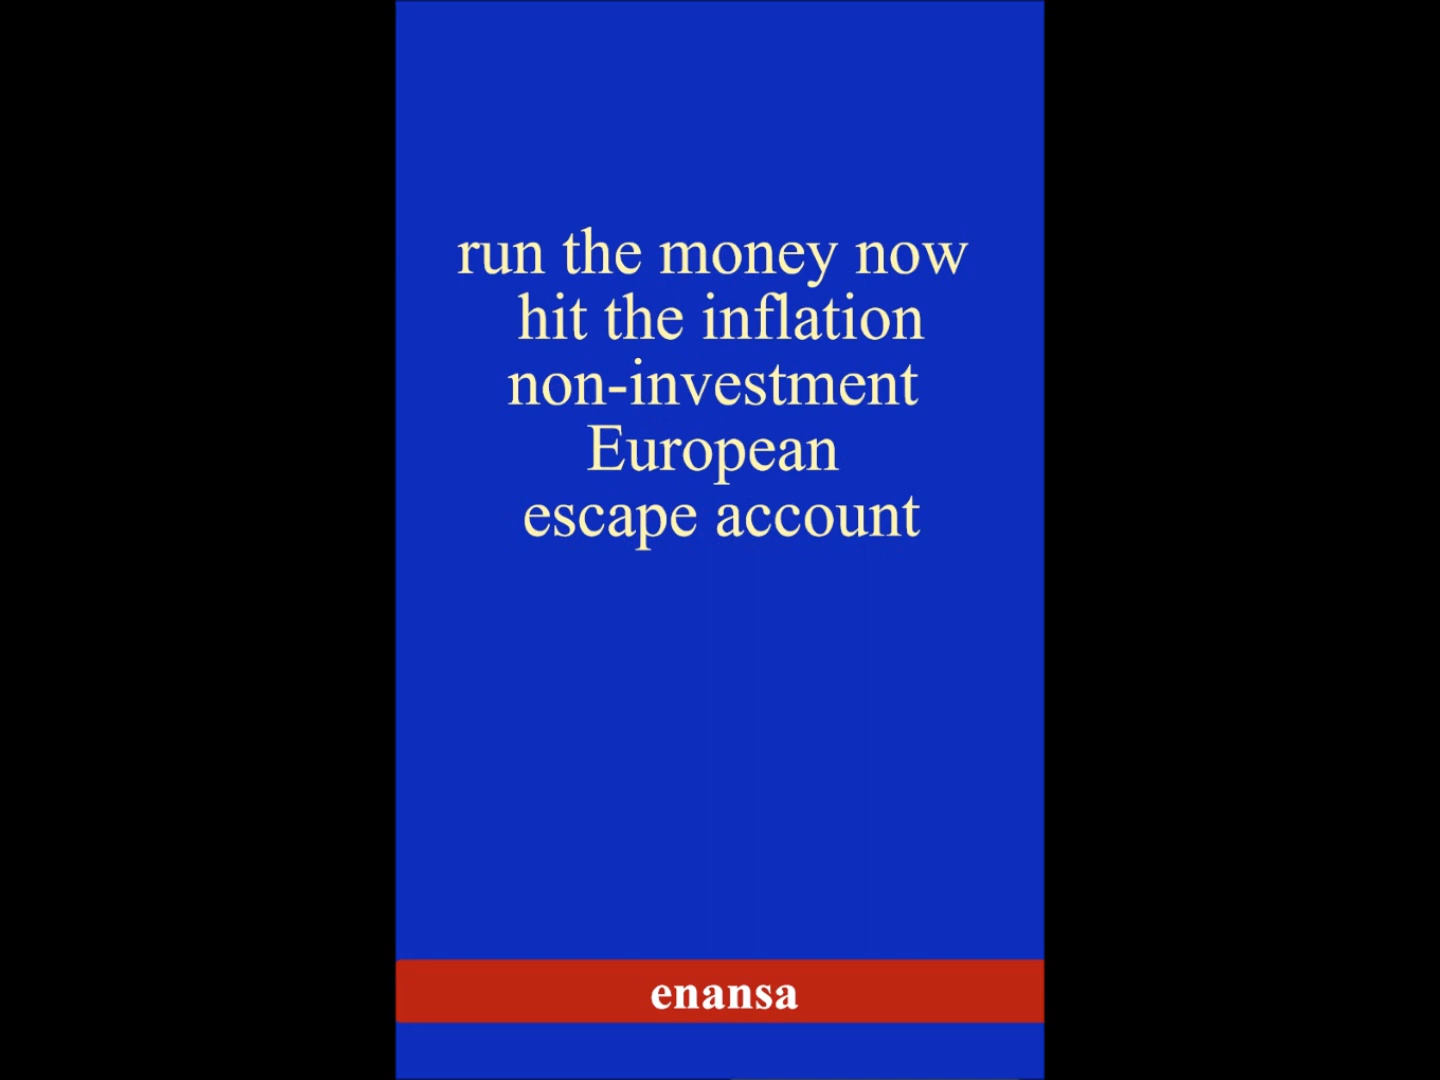 run the money now
hit the inflation
non-investment
European
escape account
enansa